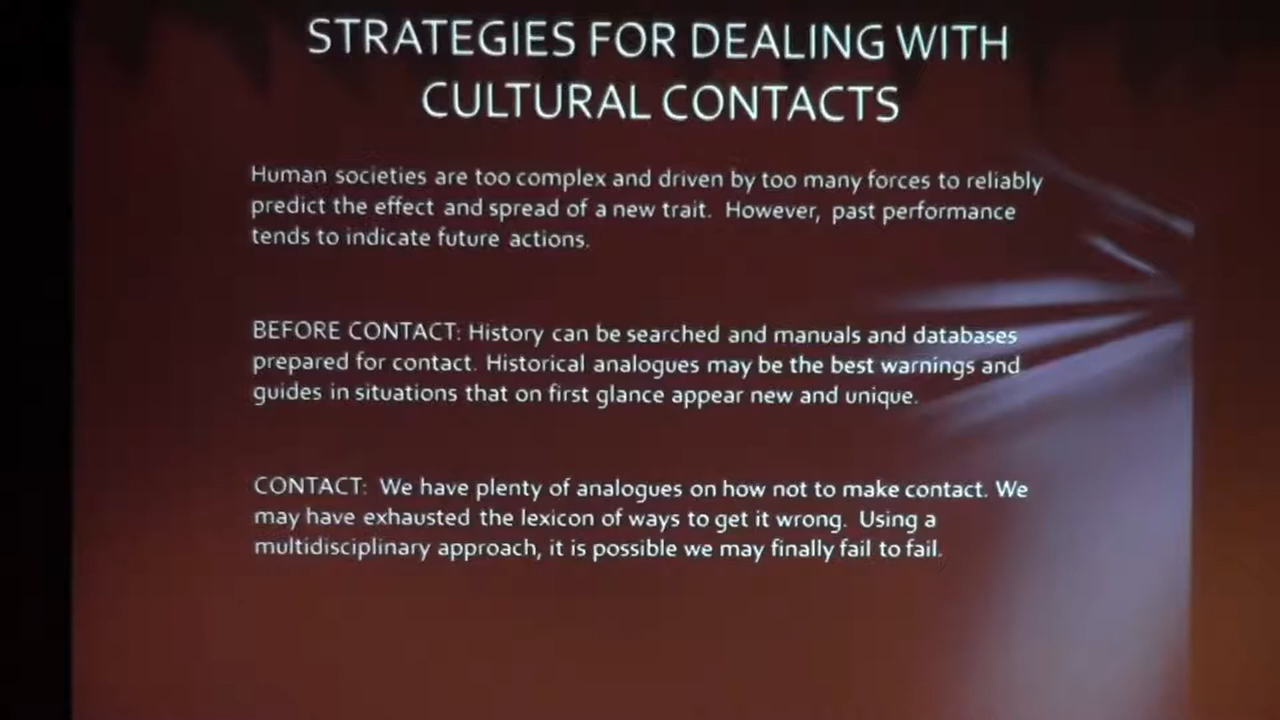 STRATEGIES FOR DEALING WITH
CULTURAL CONTACTS
Human societies are too complex and driven by too many forces to reliably
predict the effect and spread of a new trait. However, past performance
tends to indicate future actions.
BEFORE CONTACT: History can be searched and manuals and databases
prepared for contact. Historical analogues may be the best warnings and
guides in situations that on first glance appear new and unique.
CONTACT: We have plenty of analogues on how not to make contact. We
may have exhausted the lexicon of ways to get it wrong. Using a
multidisciplinary approach, it is possible we may finally fail to fail.